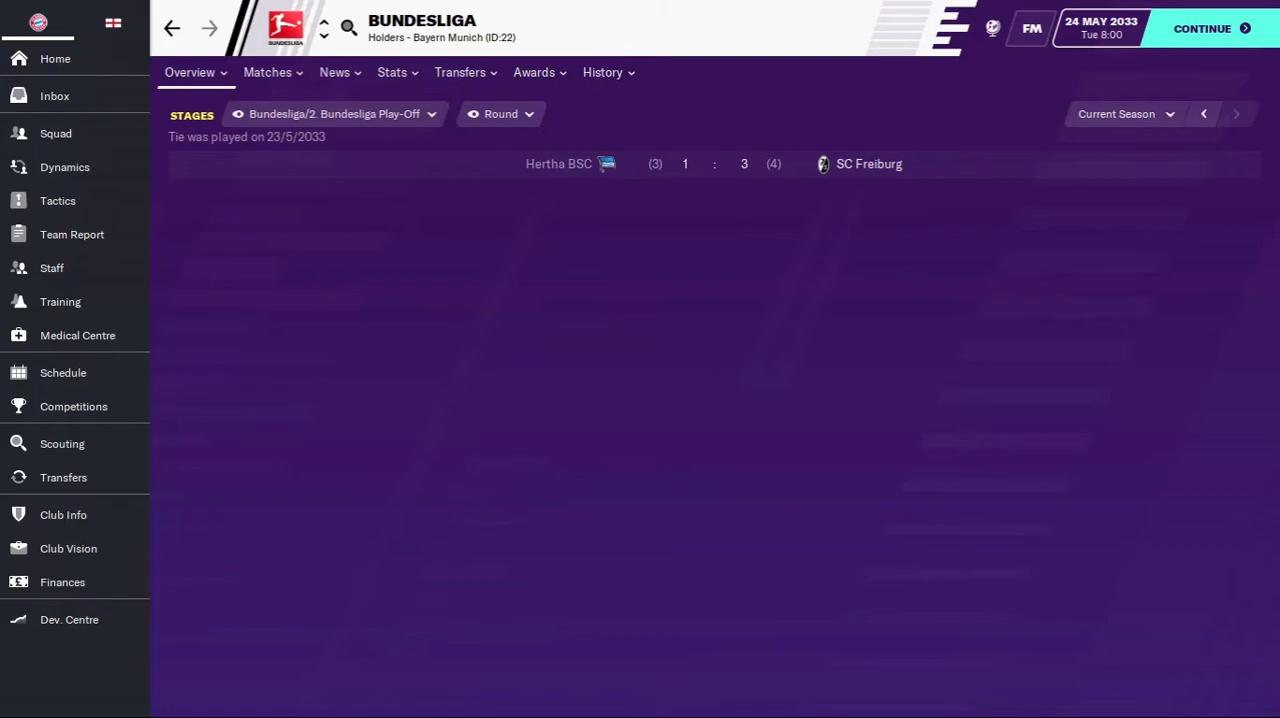 BUNDESLIGA
Holders - Bayern Munich (ID:22)
BUNDESLIGA
FM
24 MAY 2033
Tue 8:00
CONTINUE
Overview
Matches
News
Stats
Transfers
Awards
History
STAGES
Bundesliga/2. Bundesliga Play-Off
Round
Current Season
Tie was played on 23/5/2033
Hertha BSC (3) 1 : 3 (4) SC Freiburg
Home
Inbox
Squad
Dynamics
Tactics
Team Report
Staff
Training
Medical Centre
Schedule
Competitions
Scouting
Transfers
Club Info
Club Vision
Finances
Dev. Centre